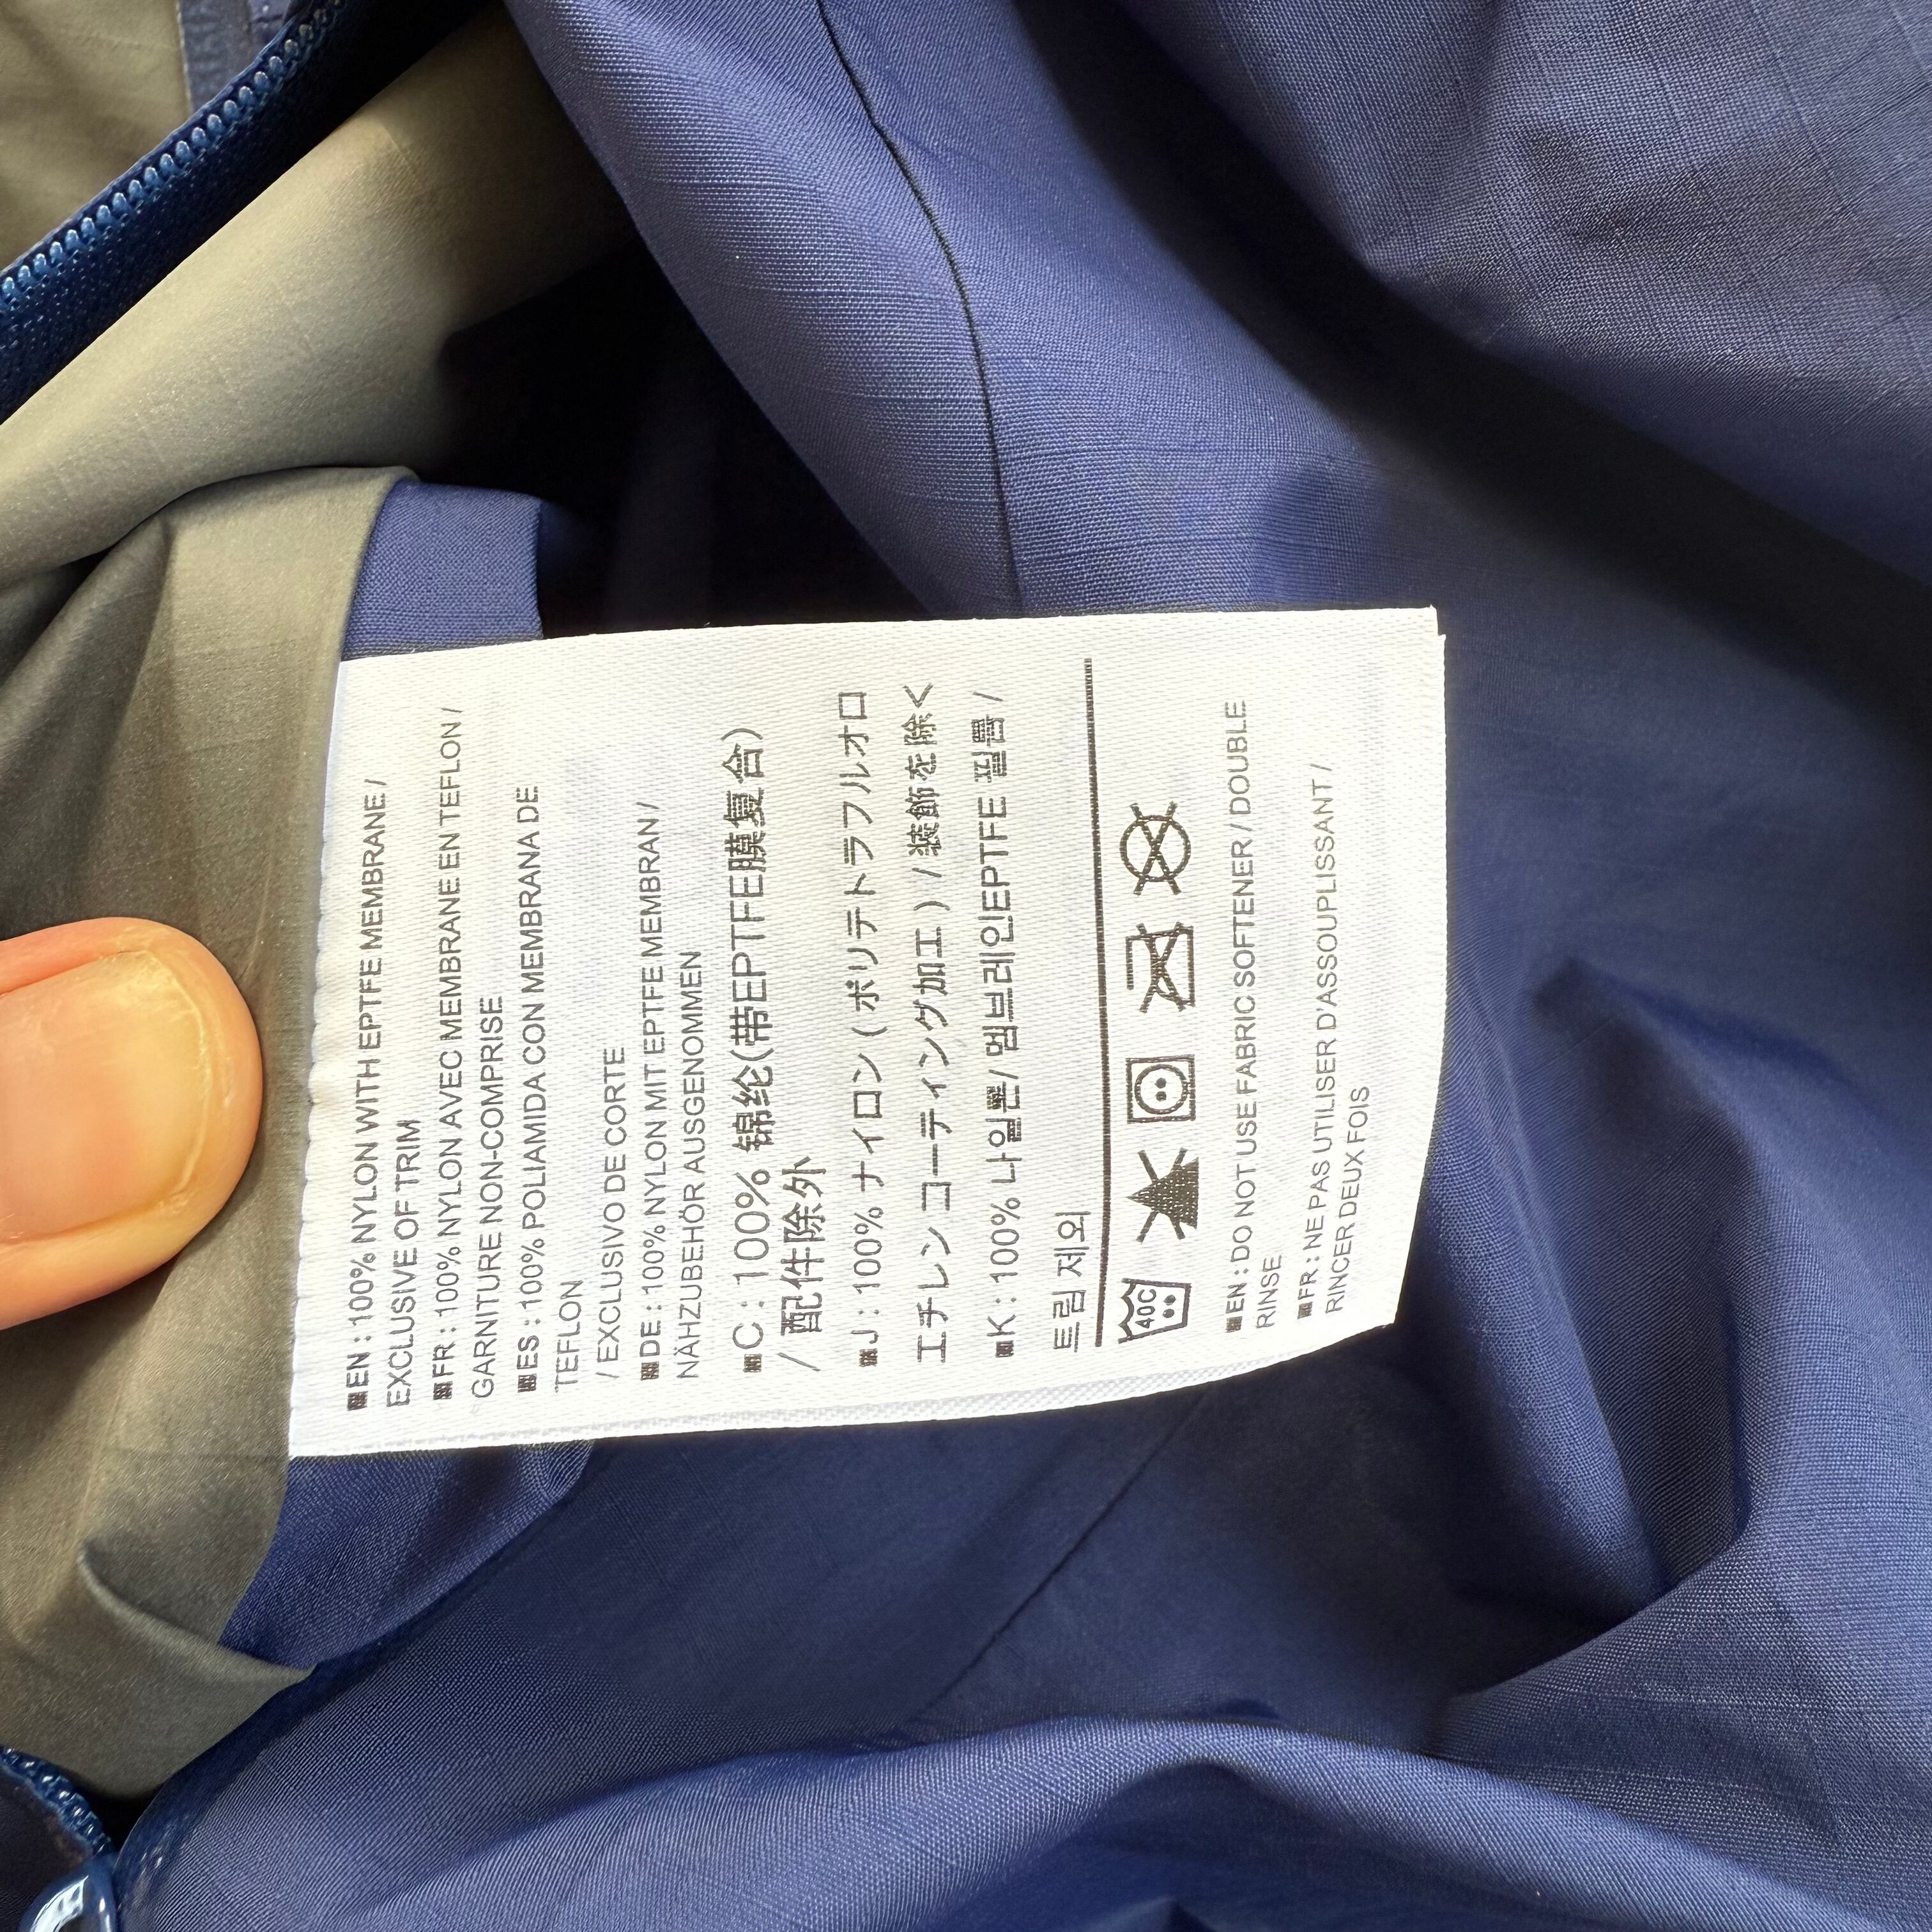 ■EN : 100% NYLON WITH EPTFE MEMBRANE /
EXCLUSIVE OF TRIM
■FR : 100% NYLON AVEC MEMBRANE EN TEFLON /
GARNITURE NON-COMPRISE
■ES : 100% POLIAMIDA CON MEMBRANA DE
TEFLON
/ EXCLUSIVO DE CORTE
■DE : 100% NYLON MIT EPTFE MEMBRAN /
NÄHZUBEHÖR AUSGENOMMEN
■C : 100% 锦纶(带EPTFE膜复合)
/ 配件除外
■J : 100% ナイロン ( ポリテトラフルオロ
エチレン コーティング加工 ) / 装飾を除く
■K : 100% 나일론/ 멤브레인EPTFE 필름 /
트림 제외
40C
■EN : DO NOT USE FABRIC SOFTENER / DOUBLE
RINSE
■FR : NE PAS UTILISER D'ASSOUPLISSANT /
RINCER DEUX FOIS